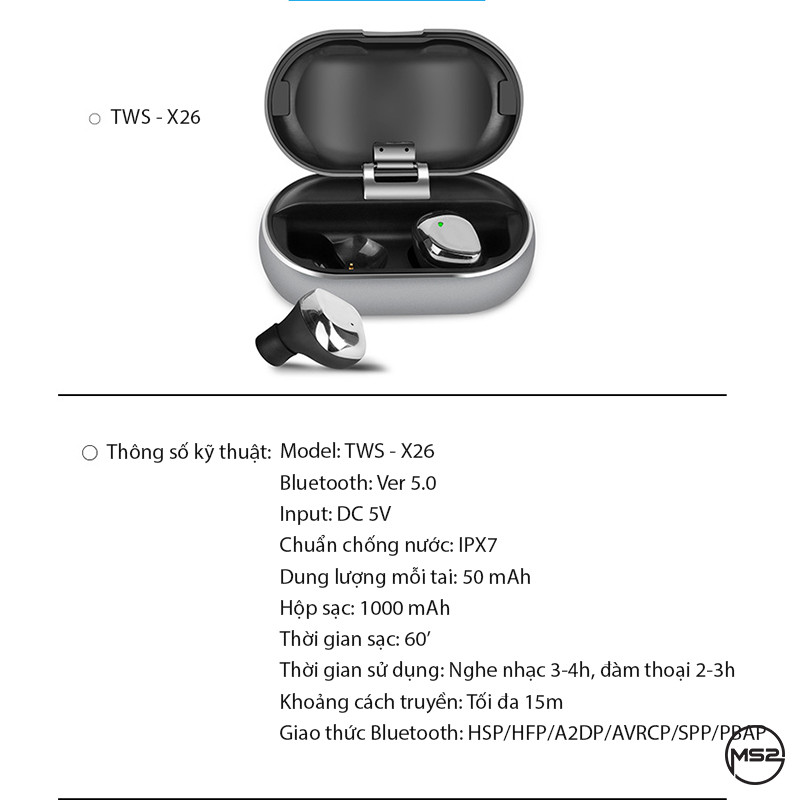 TWS - X26
Thông số kỹ thuật: Model: TWS - X26
Bluetooth: Ver 5.0
Input: DC 5V
Chuẩn chống nước: IPX7
Dung lượng mỗi tai: 50 mAh
Hộp sạc: 1000 mAh
Thời gian sạc: 60’
Thời gian sử dụng: Nghe nhạc 3-4h, đàm thoại 2-3h
Khoảng cách truyền: Tối đa 15m
Giao thức Bluetooth: HSP/HFP/A2DP/AVRCP/SPP/PBAP
MS2